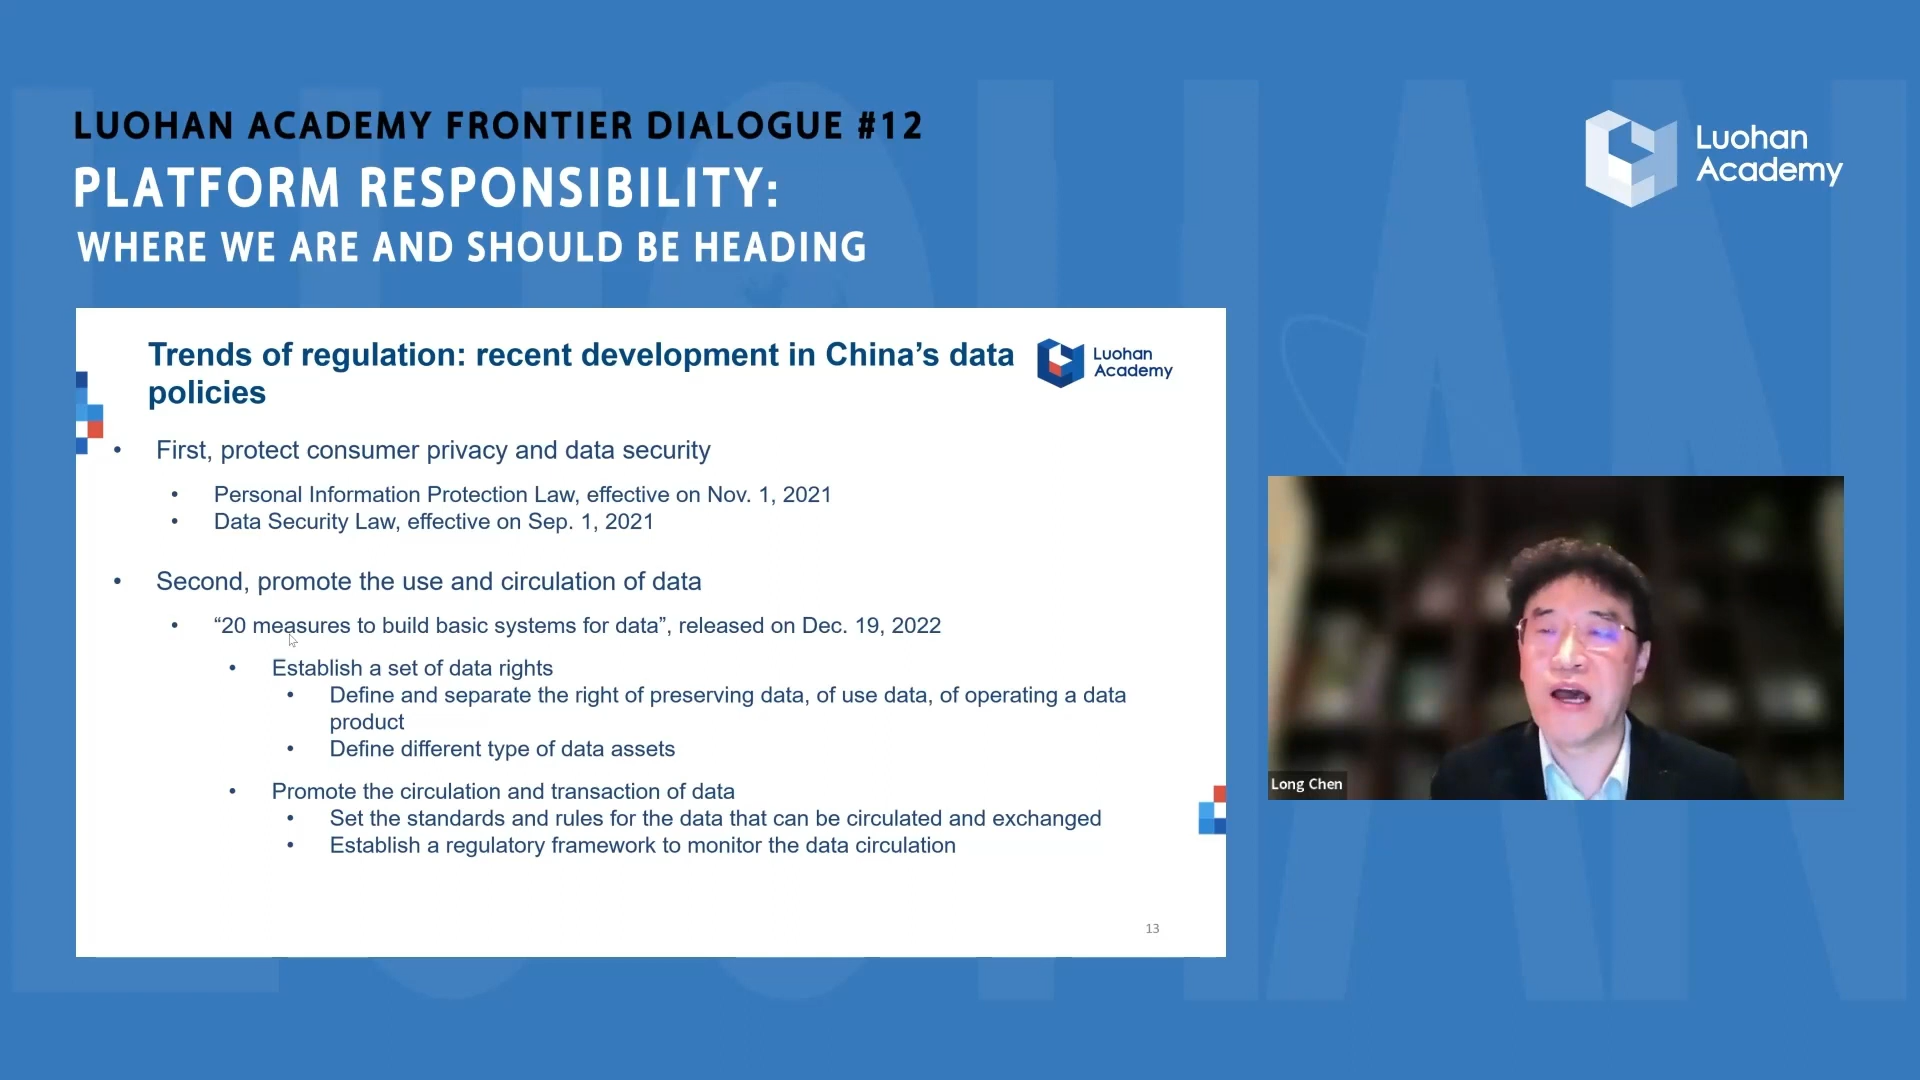 LUOHAN ACADEMY FRONTIER DIALOGUE #12
PLATFORM RESPONSIBILITY:
WHERE WE ARE AND SHOULD BE HEADING
Luohan
Academy
Trends of regulation: recent development in China’s data
policies
Luohan
Academy
• First, protect consumer privacy and data security
• Personal Information Protection Law, effective on Nov. 1, 2021
• Data Security Law, effective on Sep. 1, 2021
• Second, promote the use and circulation of data
• “20 measures to build basic systems for data”, released on Dec. 19, 2022
• Establish a set of data rights
• Define and separate the right of preserving data, of use data, of operating a data
product
• Define different type of data assets
• Promote the circulation and transaction of data
• Set the standards and rules for the data that can be circulated and exchanged
• Establish a regulatory framework to monitor the data circulation
13
Long Chen
LUOHAN